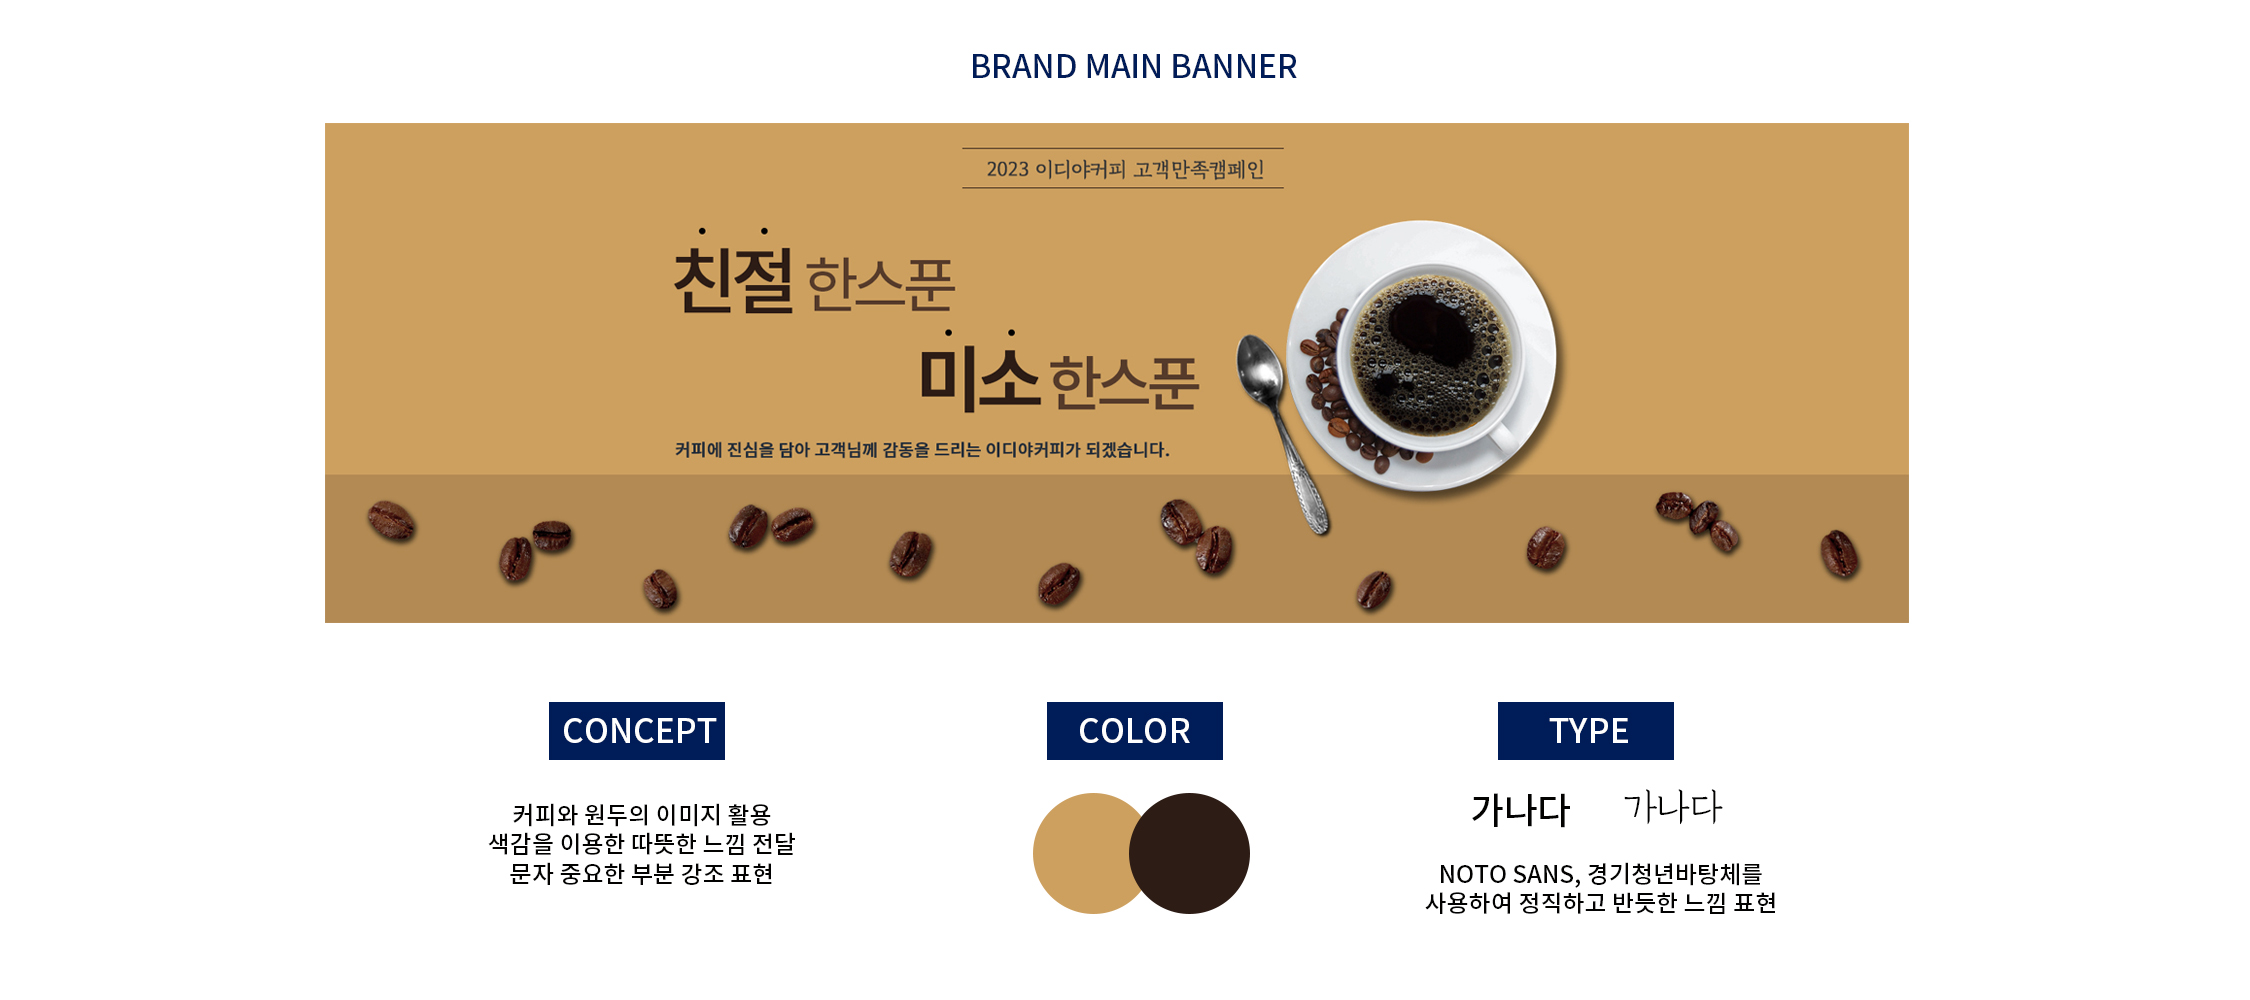 BRAND MAIN BANNER
2023 이디야커피 고객만족캠페인
친절 한스푼
미소 한스푼
커피에 진심을 담아 고객님께 감동을 드리는 이디야커피가 되겠습니다.
CONCEPT
커피와 원두의 이미지 활용
색감을 이용한 따뜻한 느낌 전달
문자 중요한 부분 강조 표현
COLOR
TYPE
가나다 가나다
NOTO SANS, 경기청년바탕체를
사용하여 정직하고 반듯한 느낌 표현